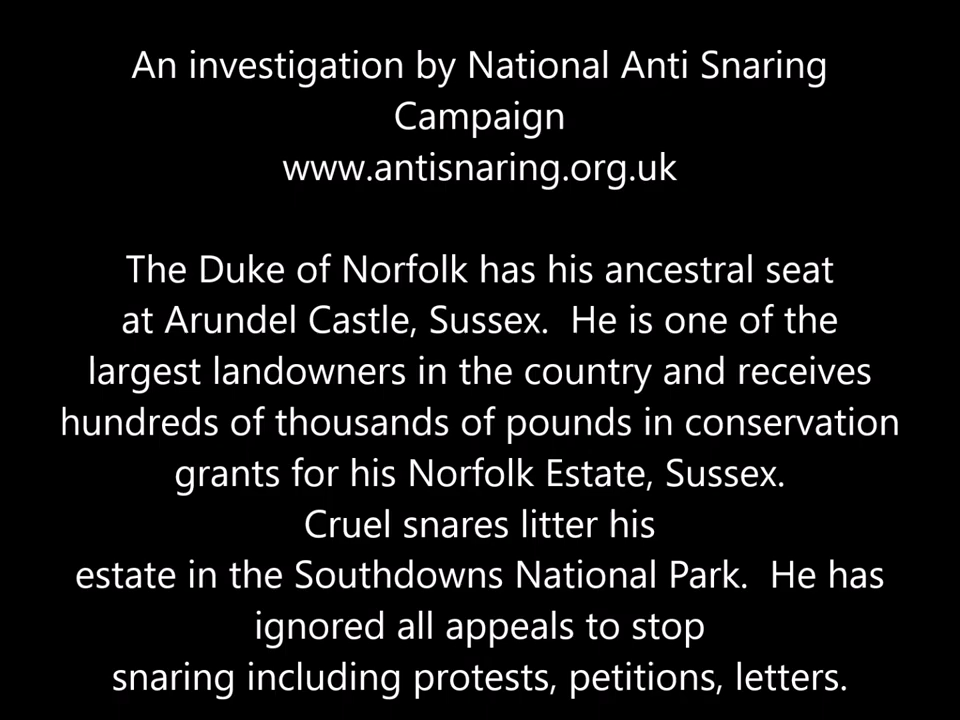 An investigation by National Anti Snaring
Campaign
www.antisnaring.org.uk
The Duke of Norfolk has his ancestral seat
at Arundel Castle, Sussex.  He is one of the
largest landowners in the country and receives
hundreds of thousands of pounds in conservation
grants for his Norfolk Estate, Sussex.
Cruel snares litter his
estate in the Southdowns National Park.  He has
ignored all appeals to stop
snaring including protests, petitions, letters.